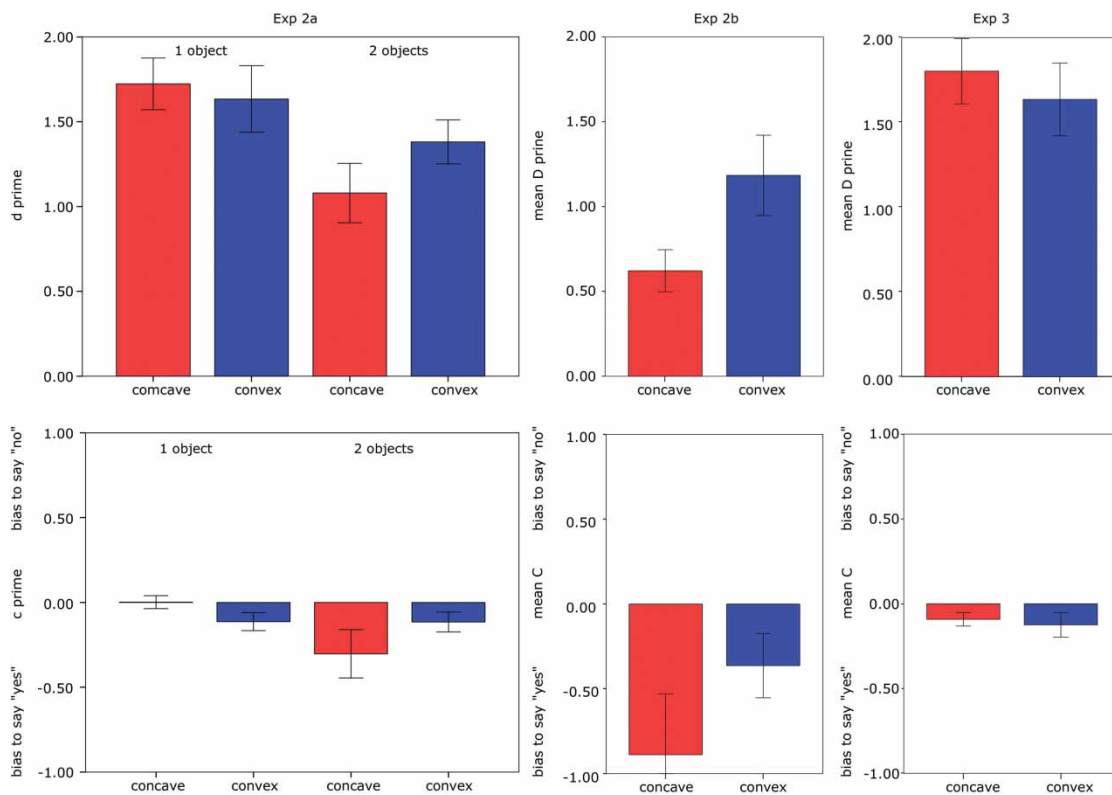 Exp 2a
2.00
1 object
2 objects
1.50
d prime
1.00
0.50
0.00
comcave
convex
concave
convex
Exp 2b
2.00
1.50
mean D prine
1.00
0.50
0.00
concave
convex
Exp 3
2.00
1.50
mean D prine
1.00
0.50
0.00
concave
convex
1.00
bias to say "no"
1 object
2 objects
0.50
c prime
0.00
-0.50
bias to say "yes"
-1.00
concave
convex
concave
convex
1.00
bias to say "no"
0.50
mean C
0.00
-0.50
bias to say "yes"
-1.00
concave
convex
1.00
bias to say "no"
0.50
mean C
0.00
-0.50
bias to say "yes"
-1.00
concave
convex